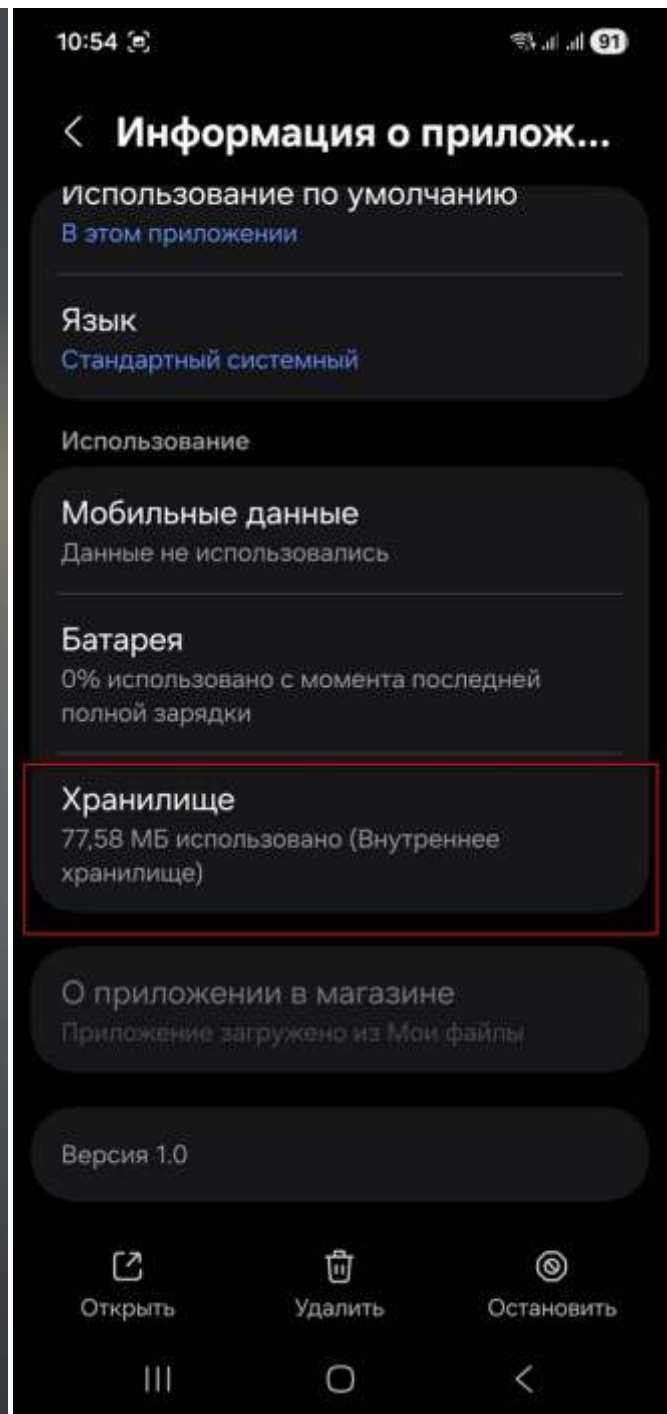 10:54
91
Информация о прилож...
Использование по умолчанию
В этом приложении
Язык
Стандартный системный
Использование
Мобильные данные
Данные не использовались
Батарея
0% использовано с момента последней
полной зарядки
Хранилище
77,58 МБ использовано (Внутреннее
хранилище)
О приложении в магазине
Приложение загружено из Мои файлы
Версия 1.0
Открыть
Удалить
Остановить